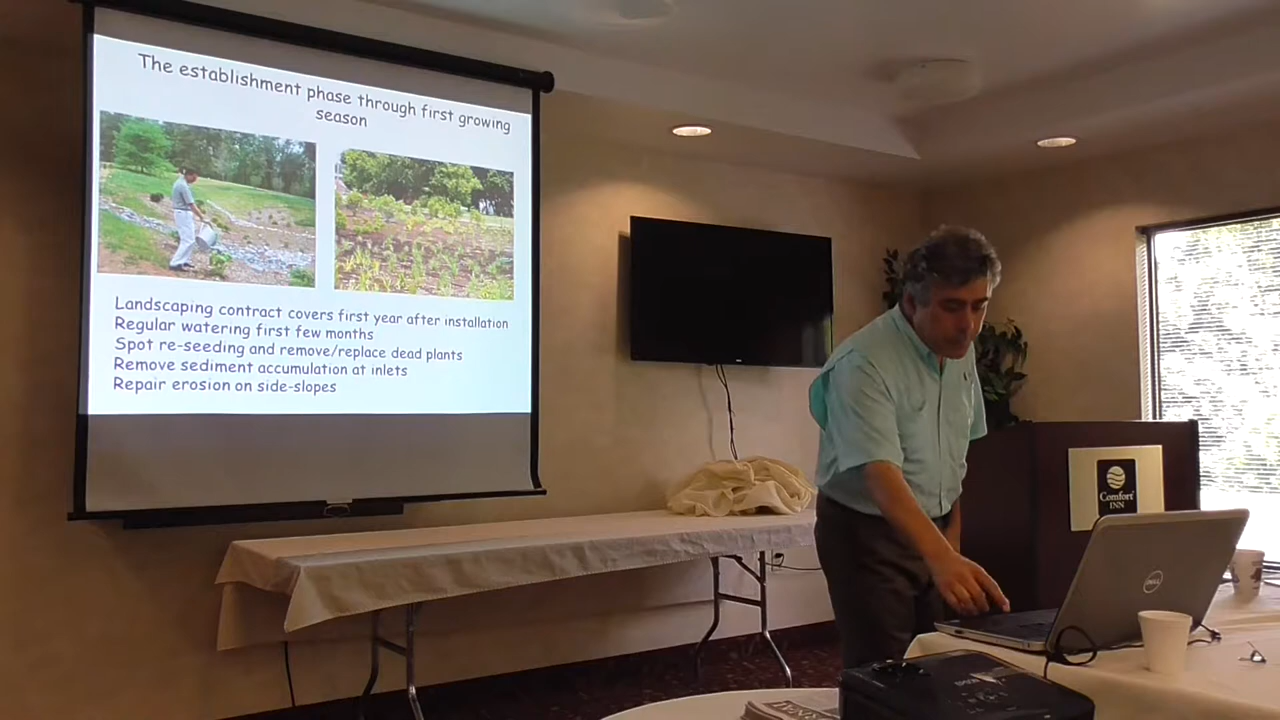 The establishment phase through first growing
season
Landscaping contract covers first year after installation
Regular watering first few months
Spot re-seeding and remove/replace dead plants
Remove sediment accumulation at inlets
Repair erosion on side-slopes
Comfort
INN
DELL
EPSON